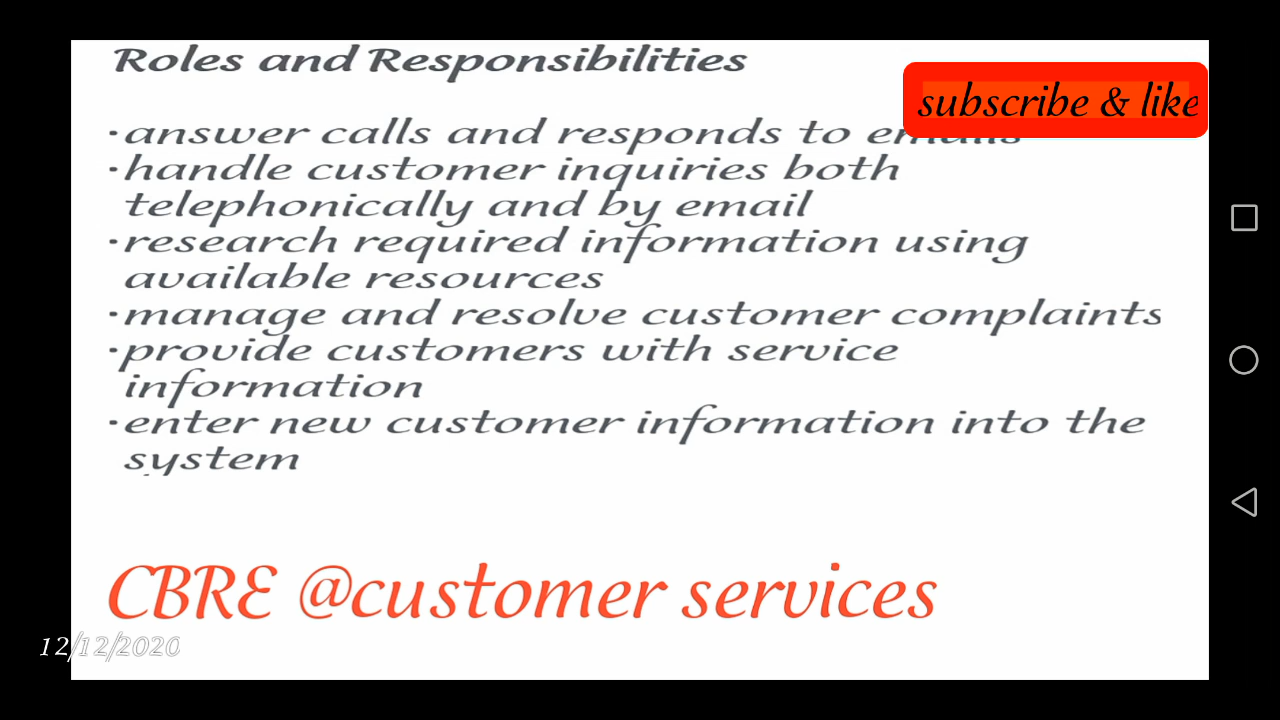 Roles and Responsibilities
subscribe & like
·answer calls and responds to emails
·handle customer inquiries both
telephonically and by email
·research required information using
available resources
·manage and resolve customer complaints
·provide customers with service
information
·enter new customer information into the
system
CBRE @customer services
12/12/2020